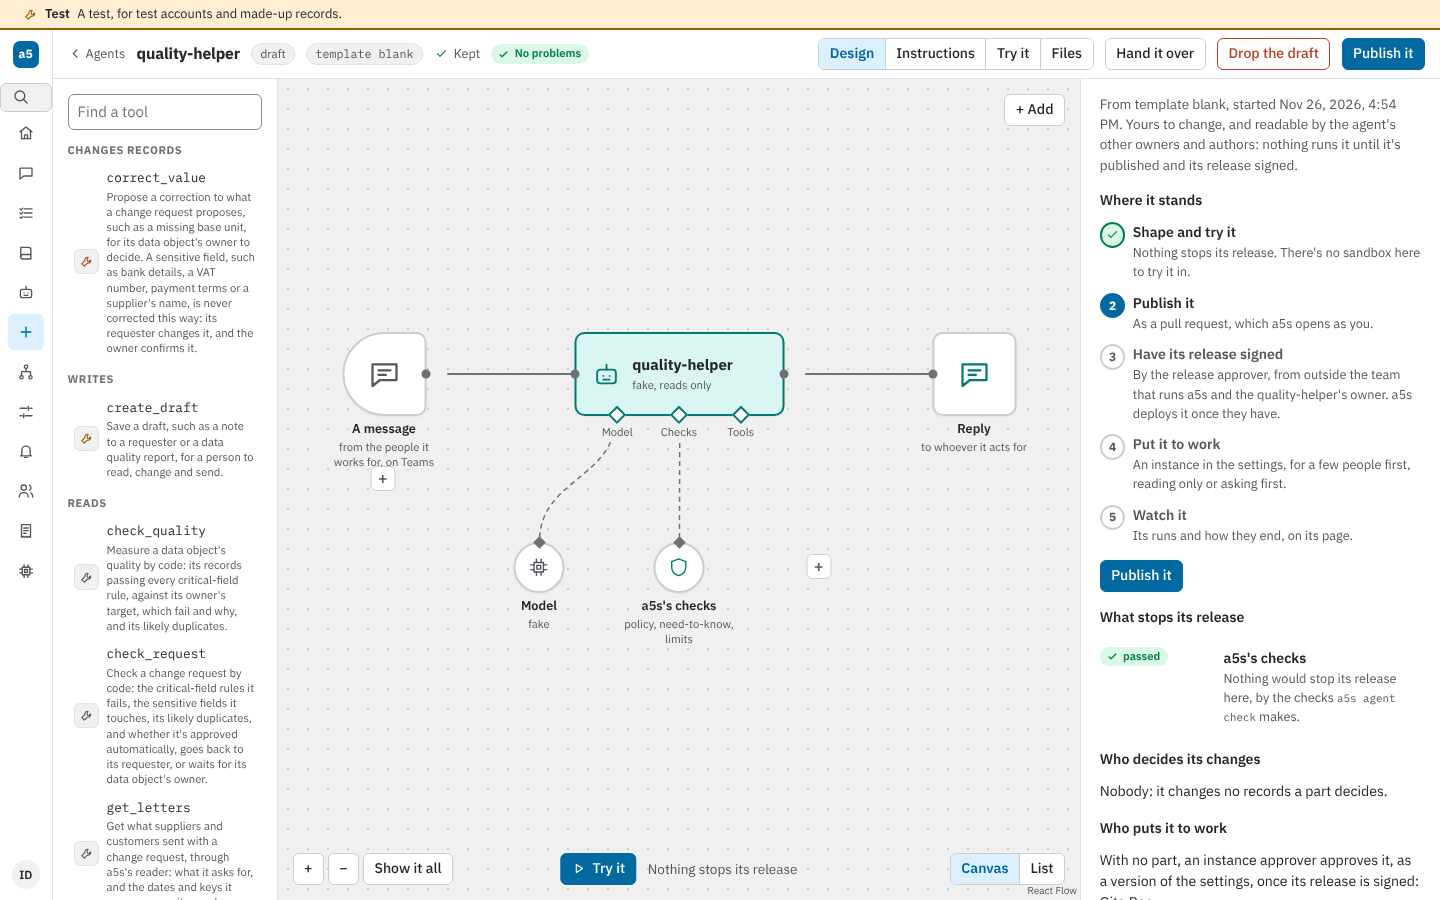 Test A test, for test accounts and made-up records.
a5
Agents
quality-helper
draft
template blank
Kept
No problems
Design
Instructions
Try it
Files
Hand it over
Drop the draft
Publish it
Find a tool
CHANGES RECORDS
correct_value
Propose a correction to what
a change request proposes,
such as a missing base unit,
for its data object's owner to
decide. A sensitive field, such
as bank details, a VAT
number, payment terms or a
supplier's name, is never
corrected this way: its
requester changes it, and the
owner confirms it.
WRITES
create_draft
Save a draft, such as a note
to a requester or a data
quality report, for a person to
read, change and send.
READS
check_quality
Measure a data object's
quality by code: its records
passing every critical-field
rule, against its owner's
target, which fail and why,
and its likely duplicates.
check_request
Check a change request by
code: the critical-field rules it
fails, the sensitive fields it
touches, its likely duplicates,
and whether it's approved
automatically, goes back to
its requester, or waits for its
data object's owner.
get_letters
Get what suppliers and
customers sent with a
change request, through
a5s's reader: what it asks for,
and the dates and keys it
ID
+ Add
A message
from the people it
works for, on Teams
+
quality-helper
fake, reads only
Model
Checks
Tools
Reply
to whoever it acts for
Model
fake
a5s's checks
policy, need-to-know,
limits
+
+
−
Show it all
Try it
Nothing stops its release
Canvas
List
React Flow
From template blank, started Nov 26, 2026, 4:54
PM. Yours to change, and readable by the agent's
other owners and authors: nothing runs it until it's
published and its release signed.
Where it stands
Shape and try it
Nothing stops its release. There's no sandbox here
to try it in.
2
Publish it
As a pull request, which a5s opens as you.
3
Have its release signed
By the release approver, from outside the team
that runs a5s and the quality-helper's owner. a5s
deploys it once they have.
4
Put it to work
An instance in the settings, for a few people first,
reading only or asking first.
5
Watch it
Its runs and how they end, on its page.
Publish it
What stops its release
passed
a5s's checks
Nothing would stop its release
here, by the checks a5s agent
check makes.
Who decides its changes
Nobody: it changes no records a part decides.
Who puts it to work
With no part, an instance approver approves it, as
a version of the settings, once its release is signed: